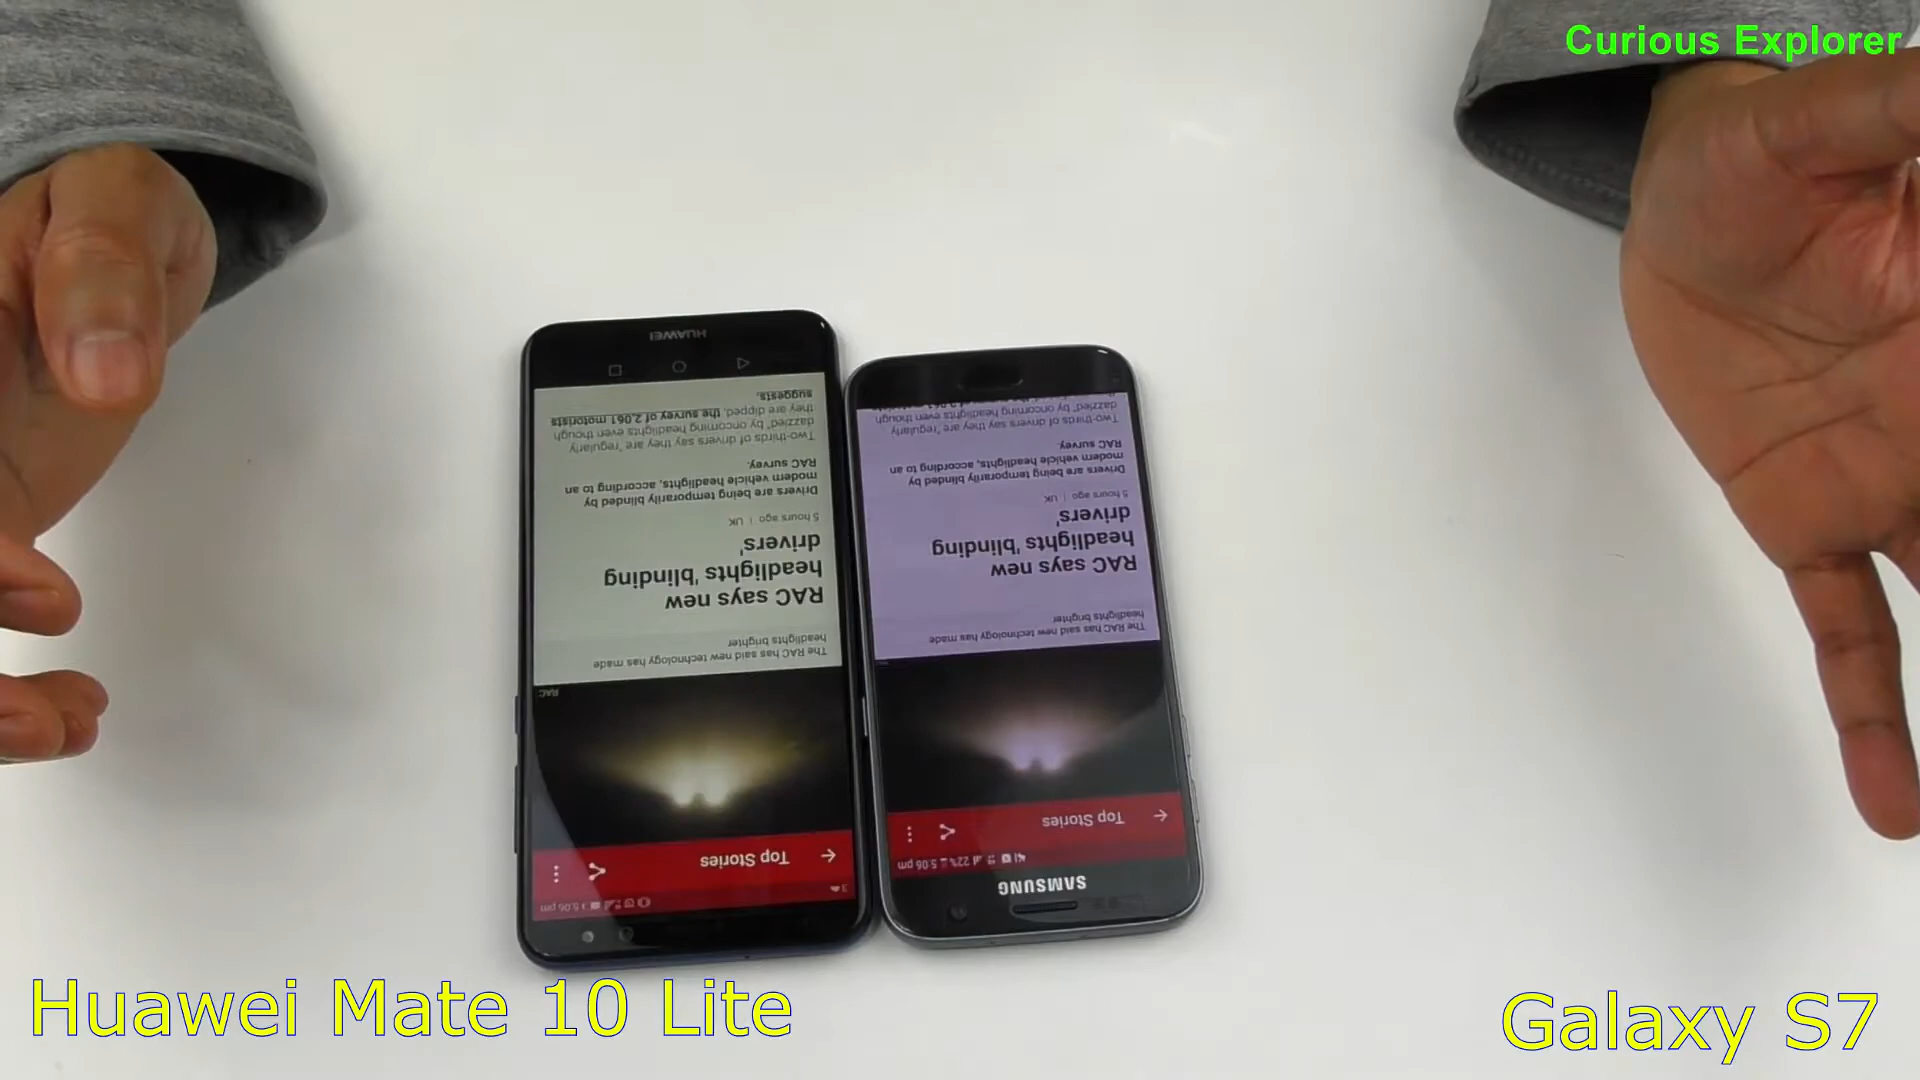 Curious Explorer
HUAWEI
suggests.
they are dipped, the survey of 2,061 motorists
dazzled" by oncoming headlights even though
Two-thirds of drivers say they are "regularly
RAC survey.
modern vehicle headlights, according to an
Drivers are being temporarily blinded by
5 hours ago | UK
drivers'
headlights 'blinding
RAC says new
headlights brighter
The RAC has said new technology has made
RAC
Top Stories
3
5:06 pm
dazzled" by oncoming headlights even though
Two-thirds of drivers say they are "regularly
RAC survey.
modern vehicle headlights, according to an
Drivers are being temporarily blinded by
5 hours ago | UK
drivers'
headlights 'blinding
RAC says new
headlights brighter
The RAC has said new technology has made
Top Stories
22% 5:06 pm
SAMSUNG
Huawei Mate 10 Lite
Galaxy S7